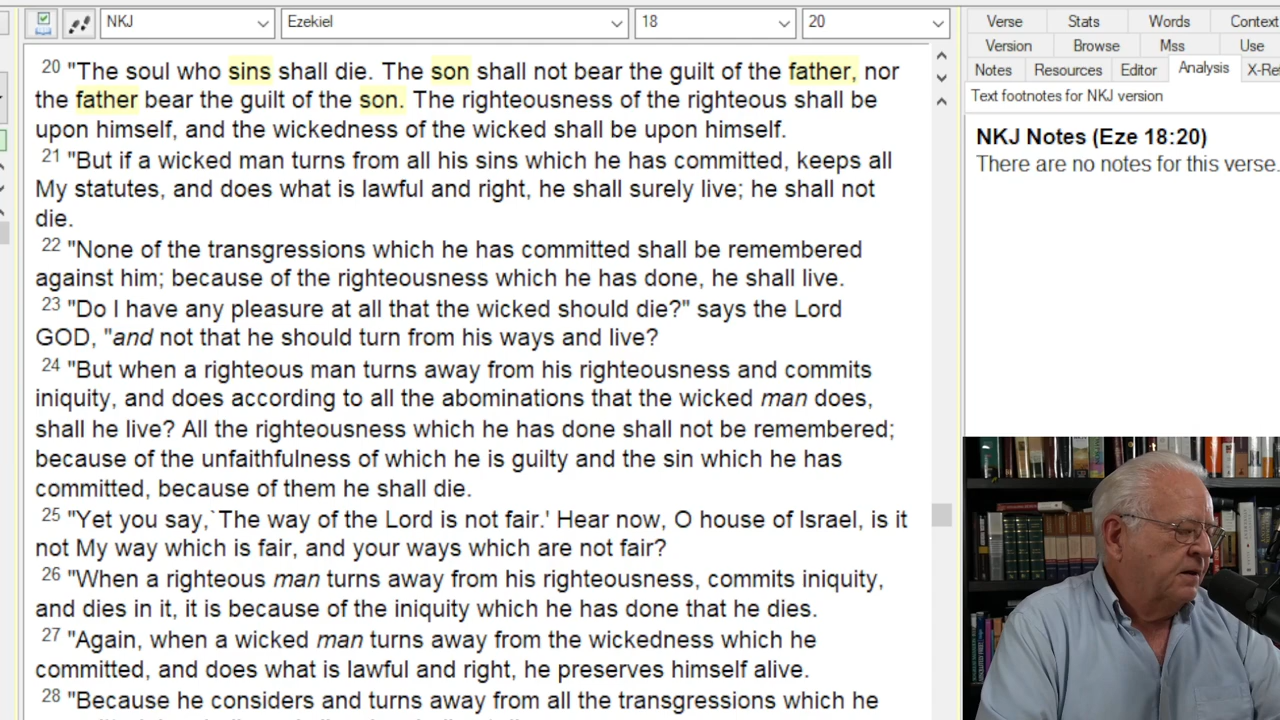 NKJ Ezekiel 18 20
20 "The soul who sins shall die. The son shall not bear the guilt of the father, nor
the father bear the guilt of the son. The righteousness of the righteous shall be
upon himself, and the wickedness of the wicked shall be upon himself.
21 "But if a wicked man turns from all his sins which he has committed, keeps all
My statutes, and does what is lawful and right, he shall surely live; he shall not
die.
22 "None of the transgressions which he has committed shall be remembered
against him; because of the righteousness which he has done, he shall live.
23 "Do I have any pleasure at all that the wicked should die?" says the Lord
GOD, "and not that he should turn from his ways and live?
24 "But when a righteous man turns away from his righteousness and commits
iniquity, and does according to all the abominations that the wicked man does,
shall he live? All the righteousness which he has done shall not be remembered;
because of the unfaithfulness of which he is guilty and the sin which he has
committed, because of them he shall die.
25 "Yet you say,`The way of the Lord is not fair.' Hear now, O house of Israel, is it
not My way which is fair, and your ways which are not fair?
26 "When a righteous man turns away from his righteousness, commits iniquity,
and dies in it, it is because of the iniquity which he has done that he dies.
27 "Again, when a wicked man turns away from the wickedness which he
committed, and does what is lawful and right, he preserves himself alive.
28 "Because he considers and turns away from all the transgressions which he
Verse Stats Words Context
Version Browse Mss Use
Notes Resources Editor Analysis X-Ref
Text footnotes for NKJ version
NKJ Notes (Eze 18:20)
There are no notes for this verse.